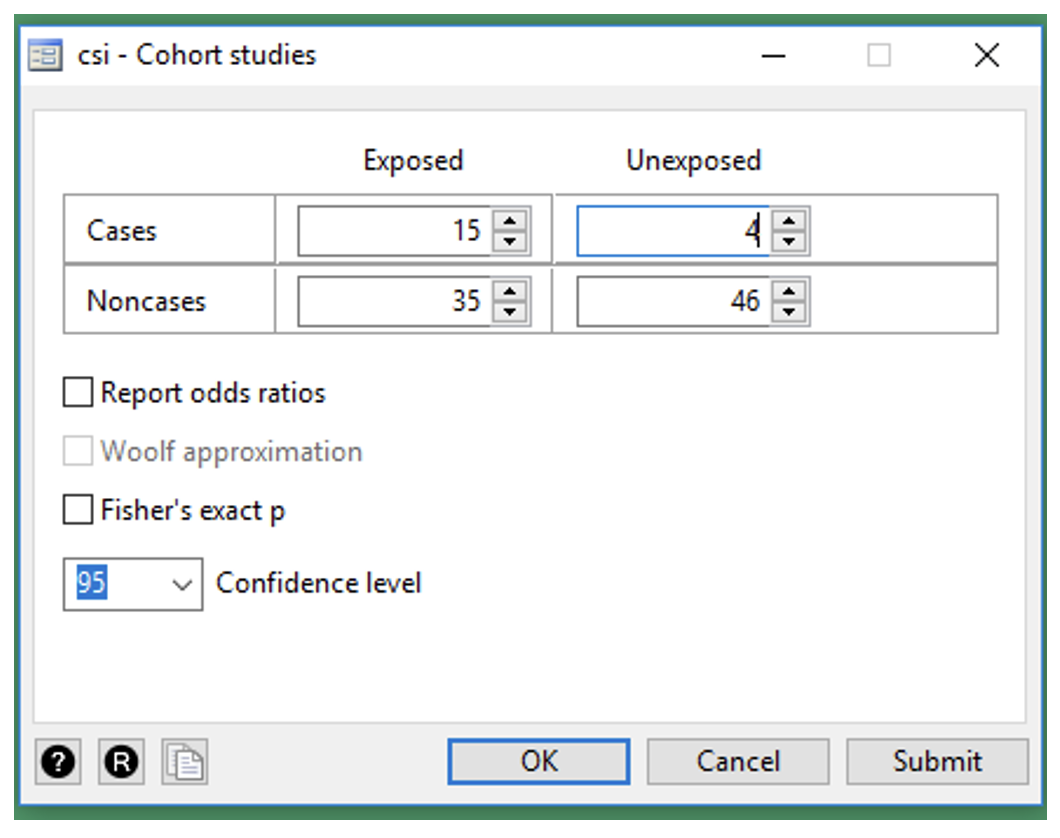 csi - Cohort studies
Exposed Unexposed
Cases 15 4
Noncases 35 46
Report odds ratios
Woolf approximation
Fisher's exact p
95 Confidence level
? R OK Cancel Submit